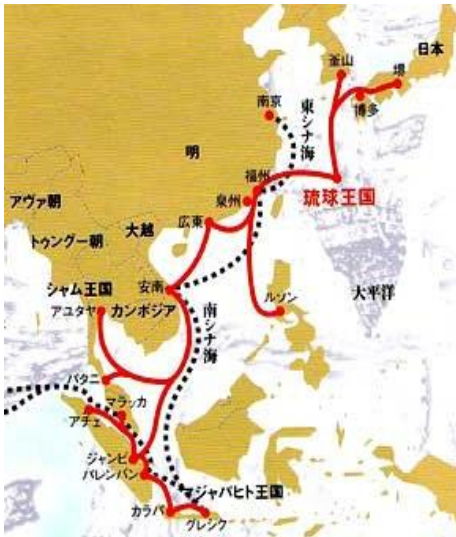 日本
釜山
堺
博多
南京
東シナ海
明
福州
泉州
琉球王国
広東
アヴァ朝
大越
トゥングー朝
安南
シャム王国
カンボジア
アユタヤ
ルソン
太平洋
南シナ海
パタニ
マラッカ
アチェ
ジャンビ
パレンバン
マジャパヒト王国
カラパ
グレシク